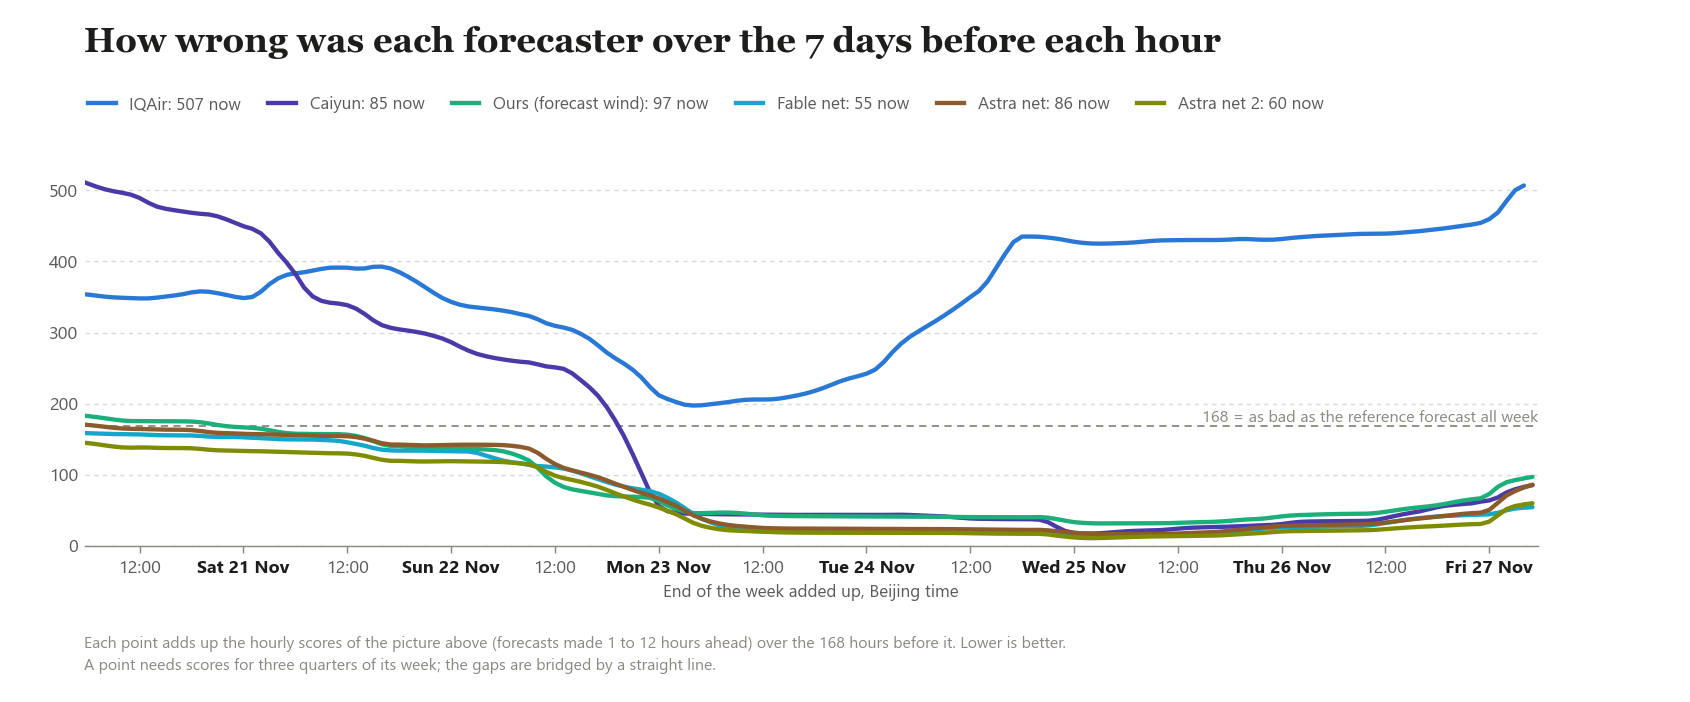 How wrong was each forecaster over the 7 days before each hour
IQAir: 507 now Caiyun: 85 now Ours (forecast wind): 97 now Fable net: 55 now Astra net: 86 now Astra net 2: 60 now
500
400
300
200
168 = as bad as the reference forecast all week
100
0
12:00 Sat 21 Nov 12:00 Sun 22 Nov 12:00 Mon 23 Nov 12:00 Tue 24 Nov 12:00 Wed 25 Nov 12:00 Thu 26 Nov 12:00 Fri 27 Nov
End of the week added up, Beijing time
Each point adds up the hourly scores of the picture above (forecasts made 1 to 12 hours ahead) over the 168 hours before it. Lower is better.
A point needs scores for three quarters of its week; the gaps are bridged by a straight line.